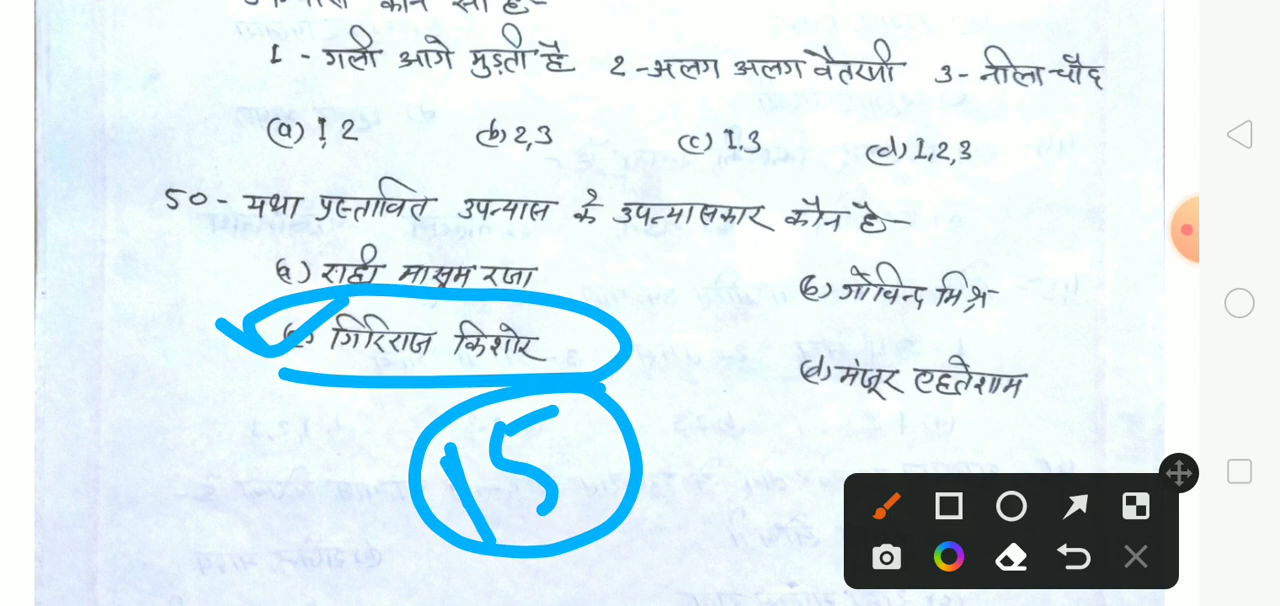 कौन सा है-
1 - गली आगे मुड़ती है 2 -अलग अलग वैतरणी 3 - नीला चाँद
(a) 1, 2 (b) 2,3 (c) 1.3 (d) 1,2,3
50 - यथा प्रस्तावित उपन्यास के उपन्यासकार कौन है-
(a) राही मासूम रजा (b) गोविन्द मिश्र
गिरिराज किशोर
(d) मंजूर एहतेशाम
15